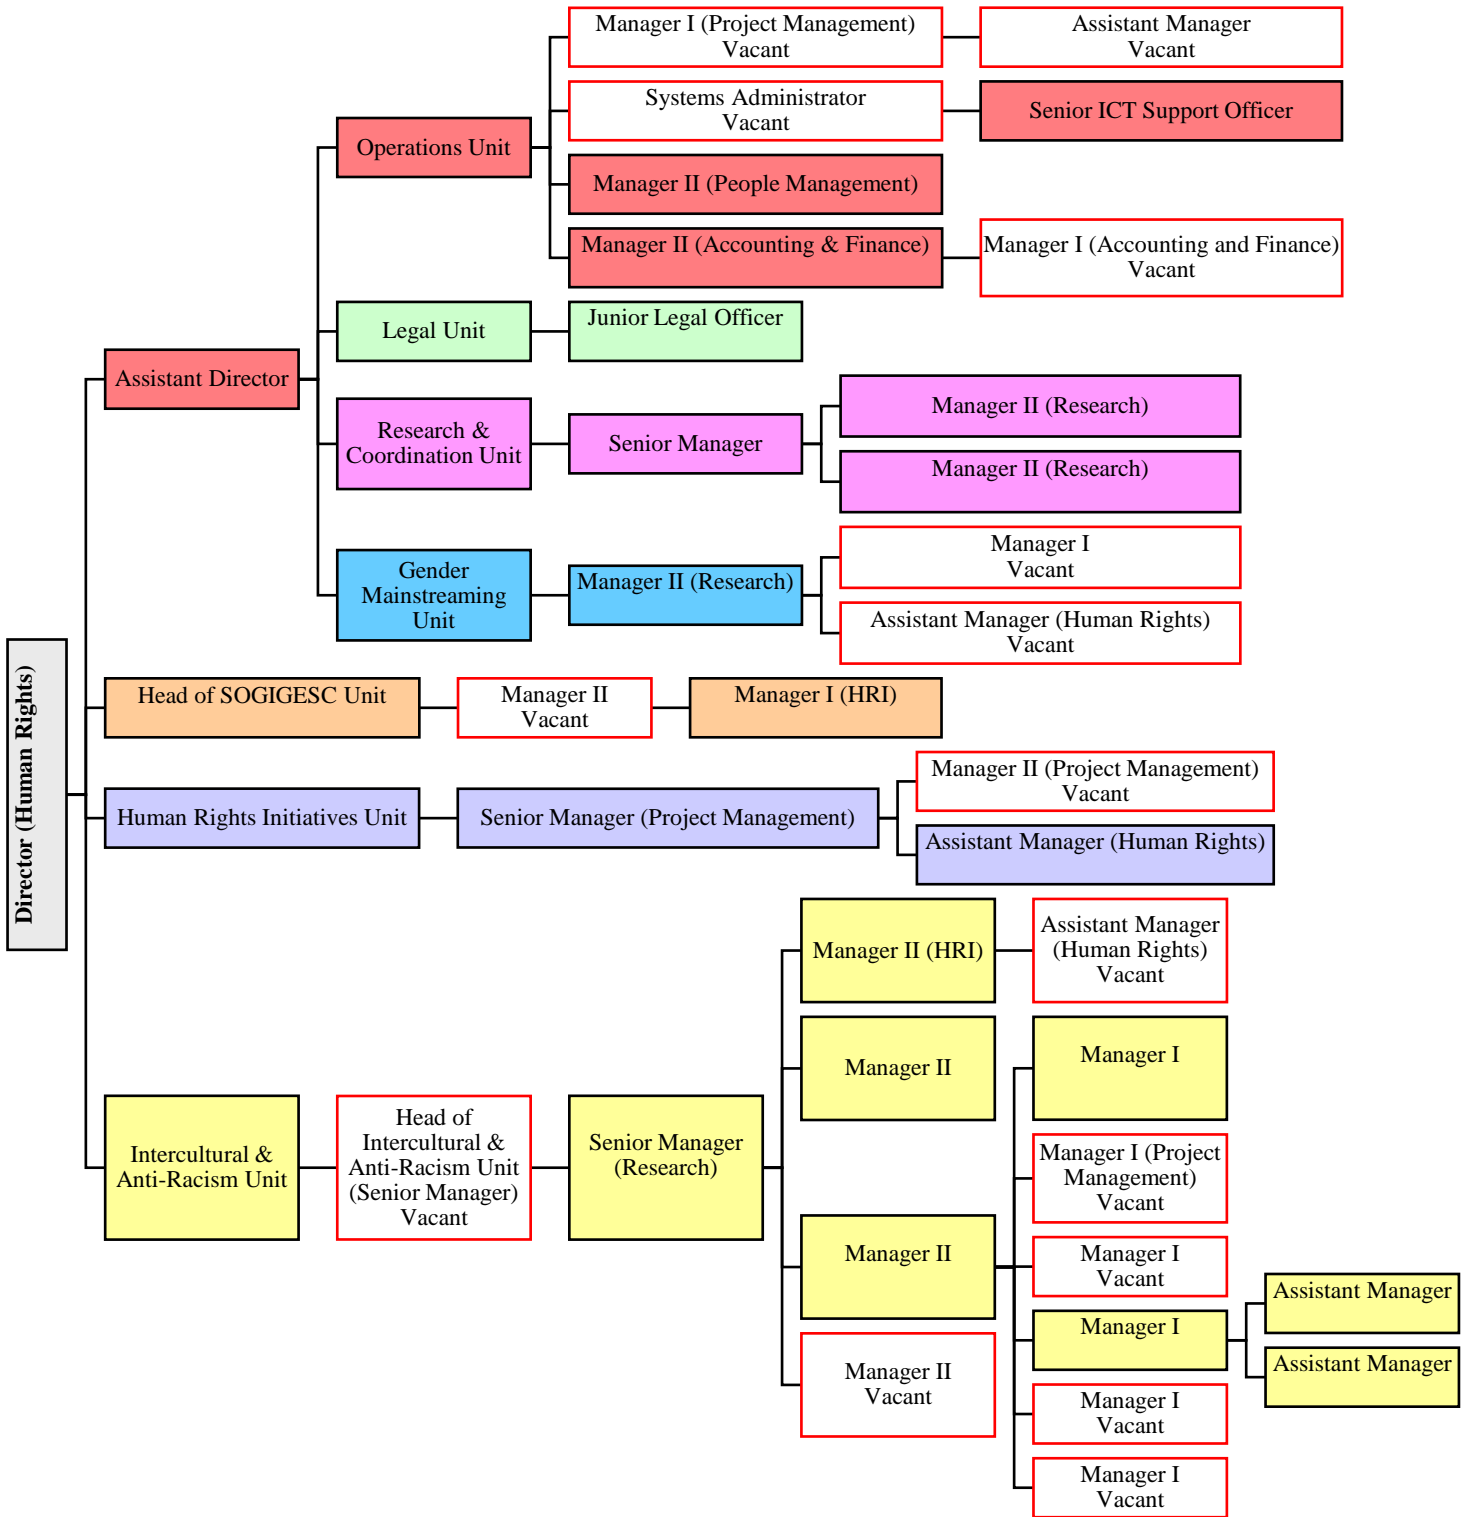 Director (Human Rights)
Assistant Director
Operations Unit
Manager I (Project Management)
Vacant
Assistant Manager
Vacant
Systems Administrator
Vacant
Senior ICT Support Officer
Manager II (People Management)
Manager II (Accounting & Finance)
Manager I (Accounting and Finance)
Vacant
Legal Unit
Junior Legal Officer
Research &
Coordination Unit
Senior Manager
Manager II (Research)
Manager II (Research)
Gender
Mainstreaming
Unit
Manager II (Research)
Manager I
Vacant
Assistant Manager (Human Rights)
Vacant
Head of SOGIGESC Unit
Manager II
Vacant
Manager I (HRI)
Human Rights Initiatives Unit
Senior Manager (Project Management)
Manager II (Project Management)
Vacant
Assistant Manager (Human Rights)
Intercultural &
Anti-Racism Unit
Head of
Intercultural &
Anti-Racism Unit
(Senior Manager)
Vacant
Senior Manager
(Research)
Manager II (HRI)
Assistant Manager
(Human Rights)
Vacant
Manager II
Manager II
Manager I
Manager I (Project
Management)
Vacant
Manager I
Vacant
Manager I
Assistant Manager
Assistant Manager
Manager I
Vacant
Manager I
Vacant
Manager II
Vacant